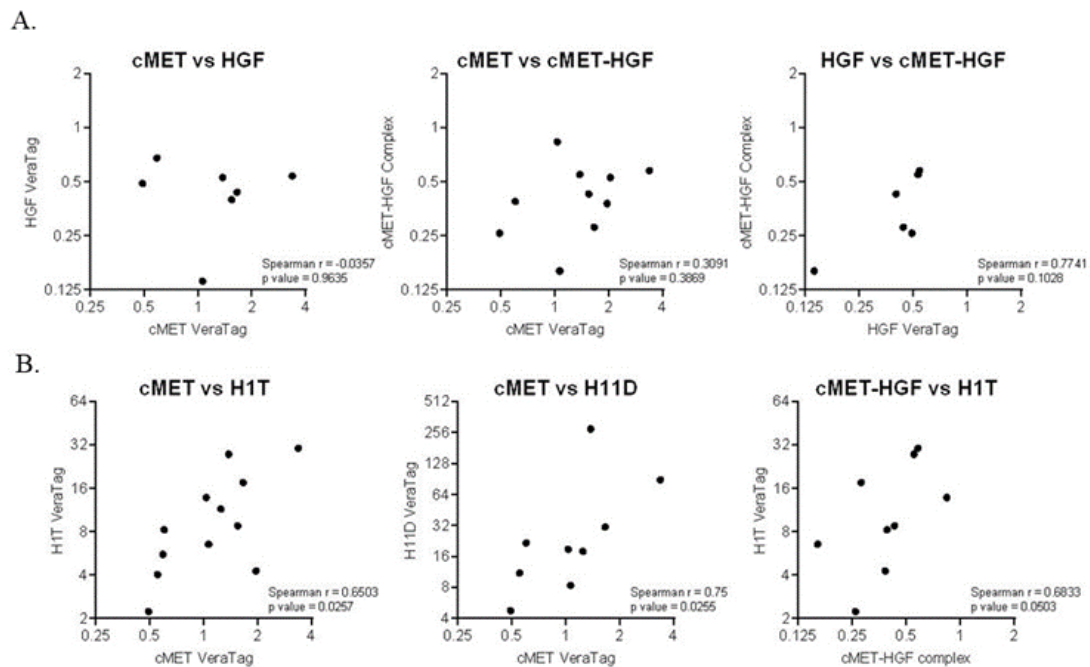 A.
cMET vs HGF
2
1
0.5
0.25
0.125
HGF VeraTag
0.25 0.5 1 2 4
cMET VeraTag
Spearman r = -0.0357
p value = 0.9635
cMET vs cMET-HGF
2
1
0.5
0.25
0.125
cMET-HGF Complex
0.25 0.5 1 2 4
cMET VeraTag
Spearman r = 0.3091
p value = 0.3869
HGF vs cMET-HGF
2
1
0.5
0.25
0.125
cMET-HGF Complex
0.125 0.25 0.5 1 2
HGF VeraTag
Spearman r = 0.7741
p value = 0.1028
B.
cMET vs H1T
64
32
16
8
4
2
H1T VeraTag
0.25 0.5 1 2 4
cMET VeraTag
Spearman r = 0.6503
p value = 0.0257
cMET vs H11D
512
256
128
64
32
16
8
4
H11D VeraTag
0.25 0.5 1 2 4
cMET VeraTag
Spearman r = 0.75
p value = 0.0255
cMET-HGF vs H1T
64
32
16
8
4
2
H1T VeraTag
0.125 0.25 0.5 1 2
cMET-HGF complex
Spearman r = 0.6833
p value = 0.0503